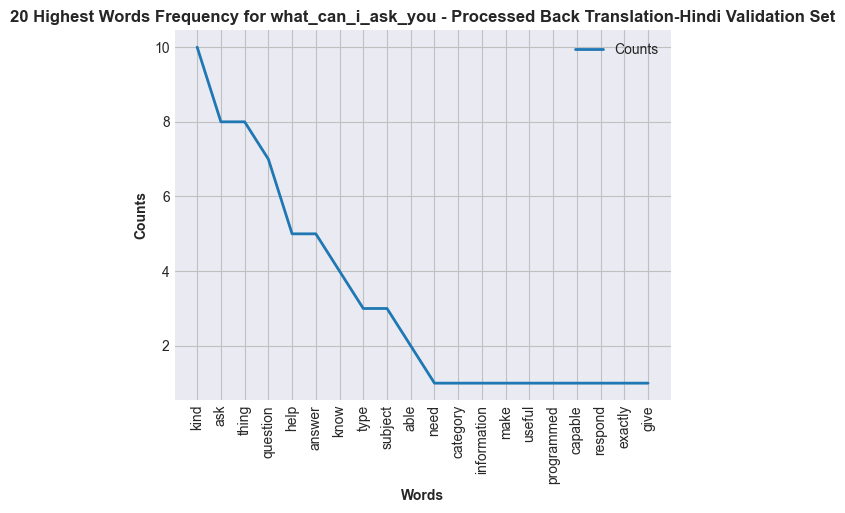 20 Highest Words Frequency for what_can_i_ask_you - Processed Back Translation-Hindi Validation Set
Counts
10
8
6
4
2
Counts
kind
ask
thing
question
help
answer
know
type
subject
able
need
category
information
make
useful
programmed
capable
respond
exactly
give
Words